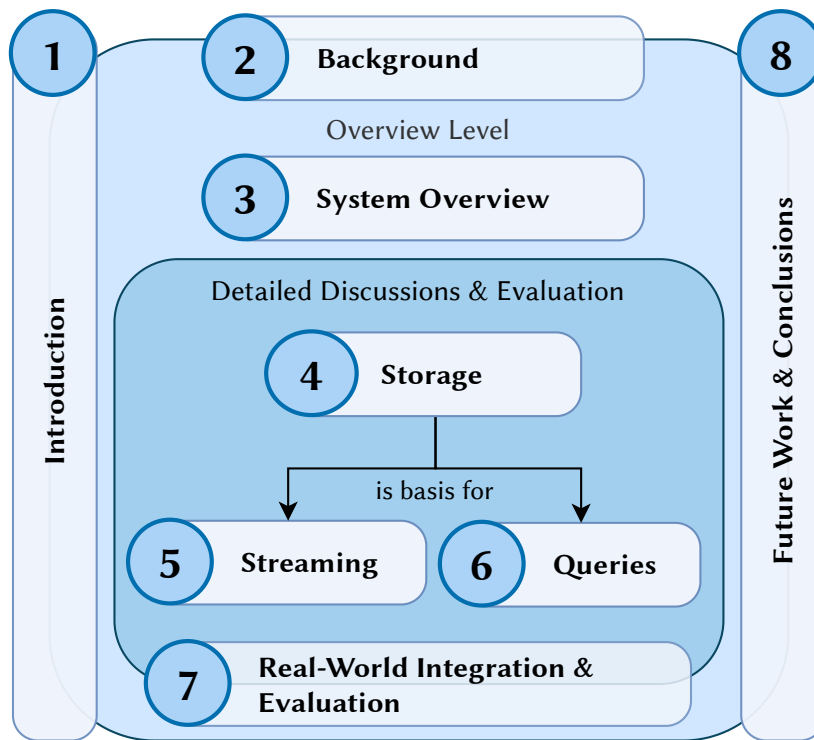 1
Introduction
2
Background
Overview Level
3
System Overview
Detailed Discussions & Evaluation
4
Storage
is basis for
5
Streaming
6
Queries
7
Real-World Integration &
Evaluation
8
Future Work & Conclusions